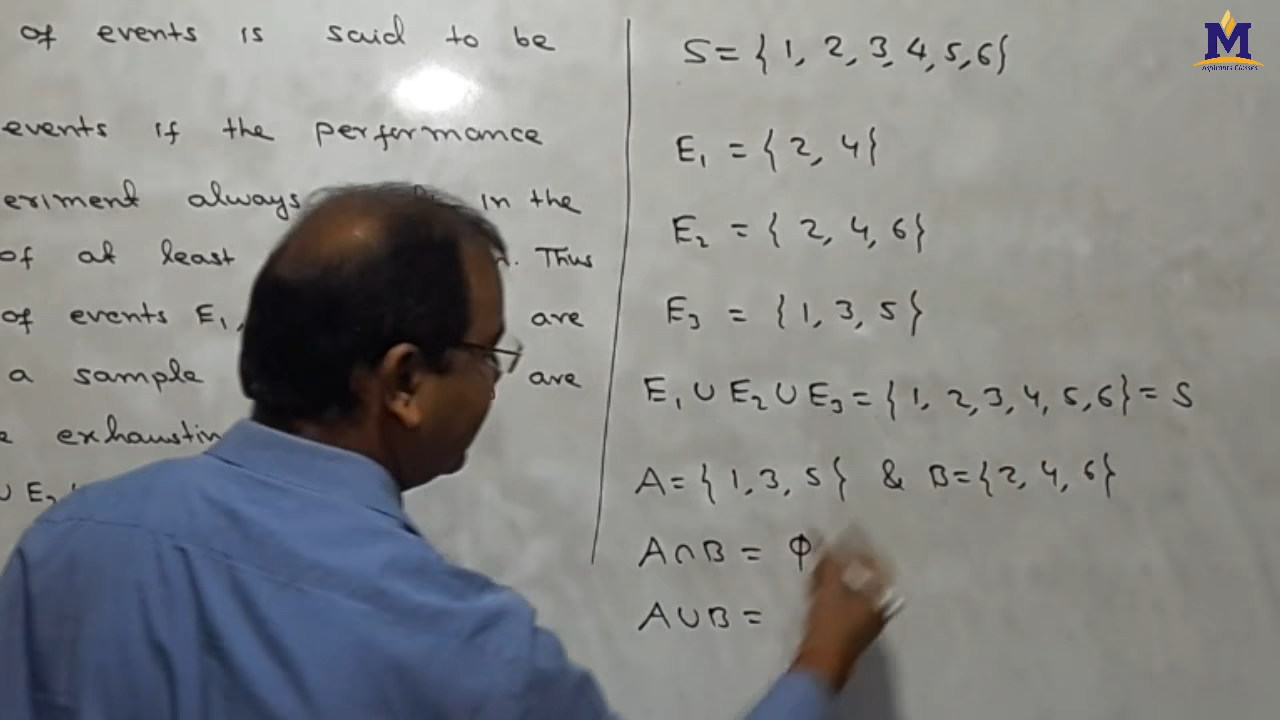 of events is said to be
events if the performance
eriment always in the
of at least Thus
of events E₁, are
a sample are
exhaustin
∪ E₂
S = { 1, 2, 3, 4, 5, 6 }
E₁ = { 2, 4 }
E₂ = { 2, 4, 6 }
E₃ = { 1, 3, 5 }
E₁ ∪ E₂ ∪ E₃ = { 1, 2, 3, 4, 5, 6 } = S
A = { 1, 3, 5 } & B = { 2, 4, 6 }
A ∩ B = φ
A ∪ B =
M
Aspirants Classes